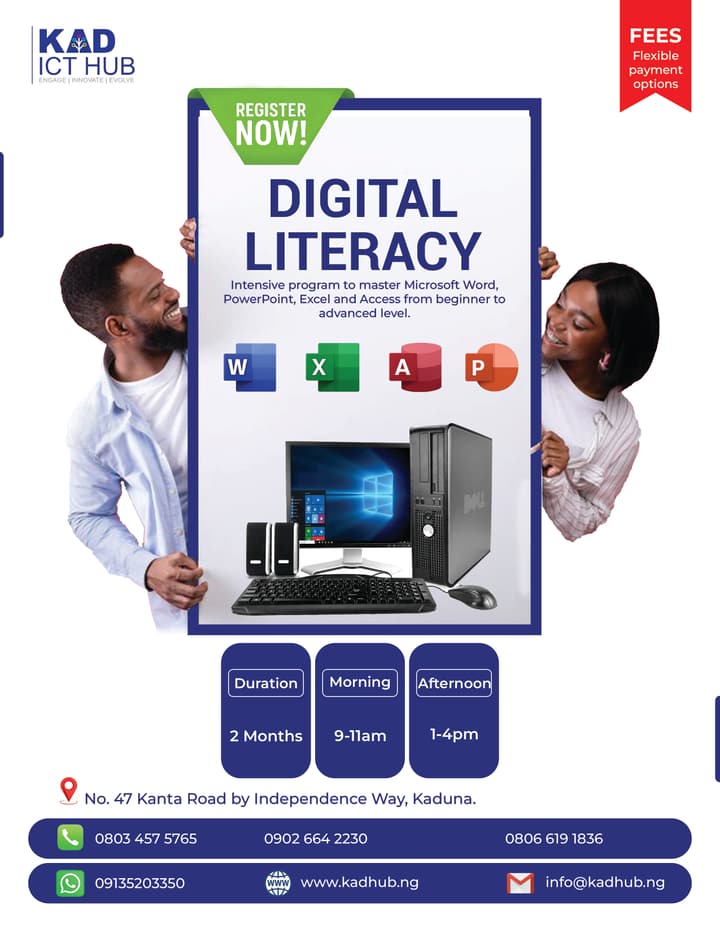 KAD
ICT HUB
ENGAGE | INNOVATE | EVOLVE
FEES
Flexible
payment
options
REGISTER
NOW!
DIGITAL
LITERACY
Intensive program to master Microsoft Word,
PowerPoint, Excel and Access from beginner to
advanced level.
W X A P
DELL
Duration Morning Afternoon
2 Months 9-11am 1-4pm
No. 47 Kanta Road by Independence Way, Kaduna.
0803 457 5765 0902 664 2230 0806 619 1836
09135203350 WWW www.kadhub.ng info@kadhub.ng